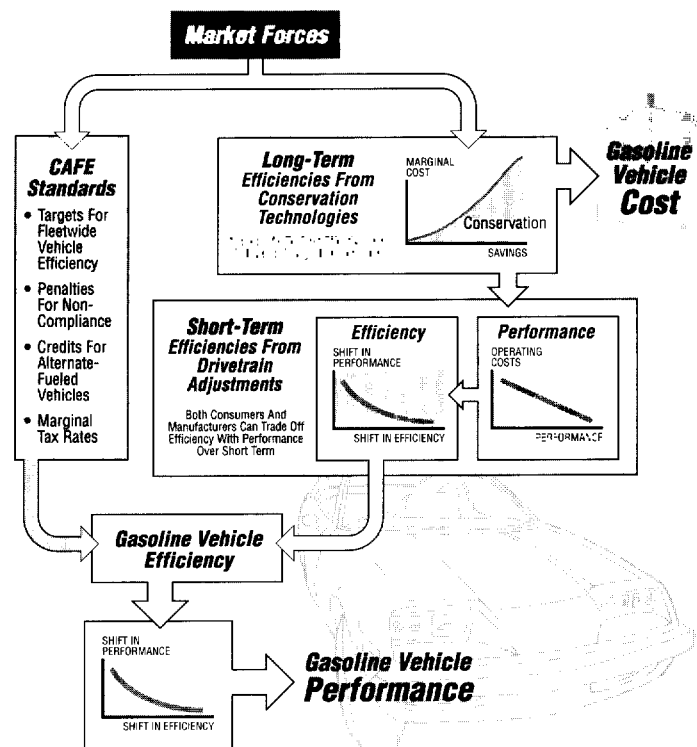 Market Forces
CAFE
Standards
• Targets For
Fleetwide
Vehicle
Efficiency
• Penalties
For Non-
Compliance
• Credits For
Alternate-
Fueled
Vehicles
• Marginal
Tax Rates
Long-Term
Efficiencies From
Conservation
Technologies
MARGINAL
COST
Conservation
SAVINGS
Gasoline
Vehicle
Cost
Short-Term
Efficiencies From
Drivetrain
Adjustments
Both Consumers And
Manufacturers Can Trade Off
Efficiency With Performance
Over Short Term
Efficiency
SHIFT IN
PERFORMANCE
SHIFT IN EFFICIENCY
Performance
OPERATING
COSTS
PERFORMANCE
Gasoline Vehicle
Efficiency
SHIFT IN
PERFORMANCE
SHIFT IN EFFICIENCY
Gasoline Vehicle
Performance